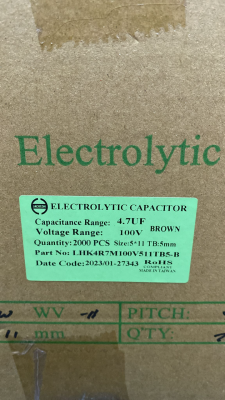 Electrolytic
ELECTROLYTIC CAPACITOR
Capacitance Range: 4.7UF
Voltage Range: 100V BROWN
Quantity: 2000 PCS Size: 5*11 TB: 5mm
Part No: LHK4R7M100V511TB5-B
Date Code: 2023/01-27343 RoHS
COMPLIANT
MADE IN TAIWAN
WV PITCH:
11 mm Q'TY: